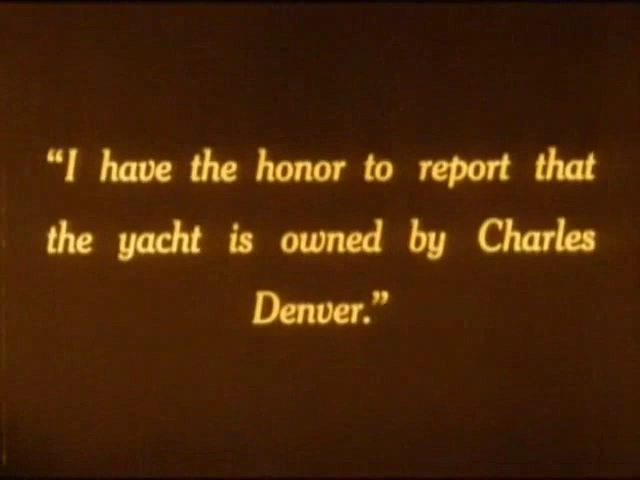 “I have the honor to report that
the yacht is owned by Charles
Denver.”